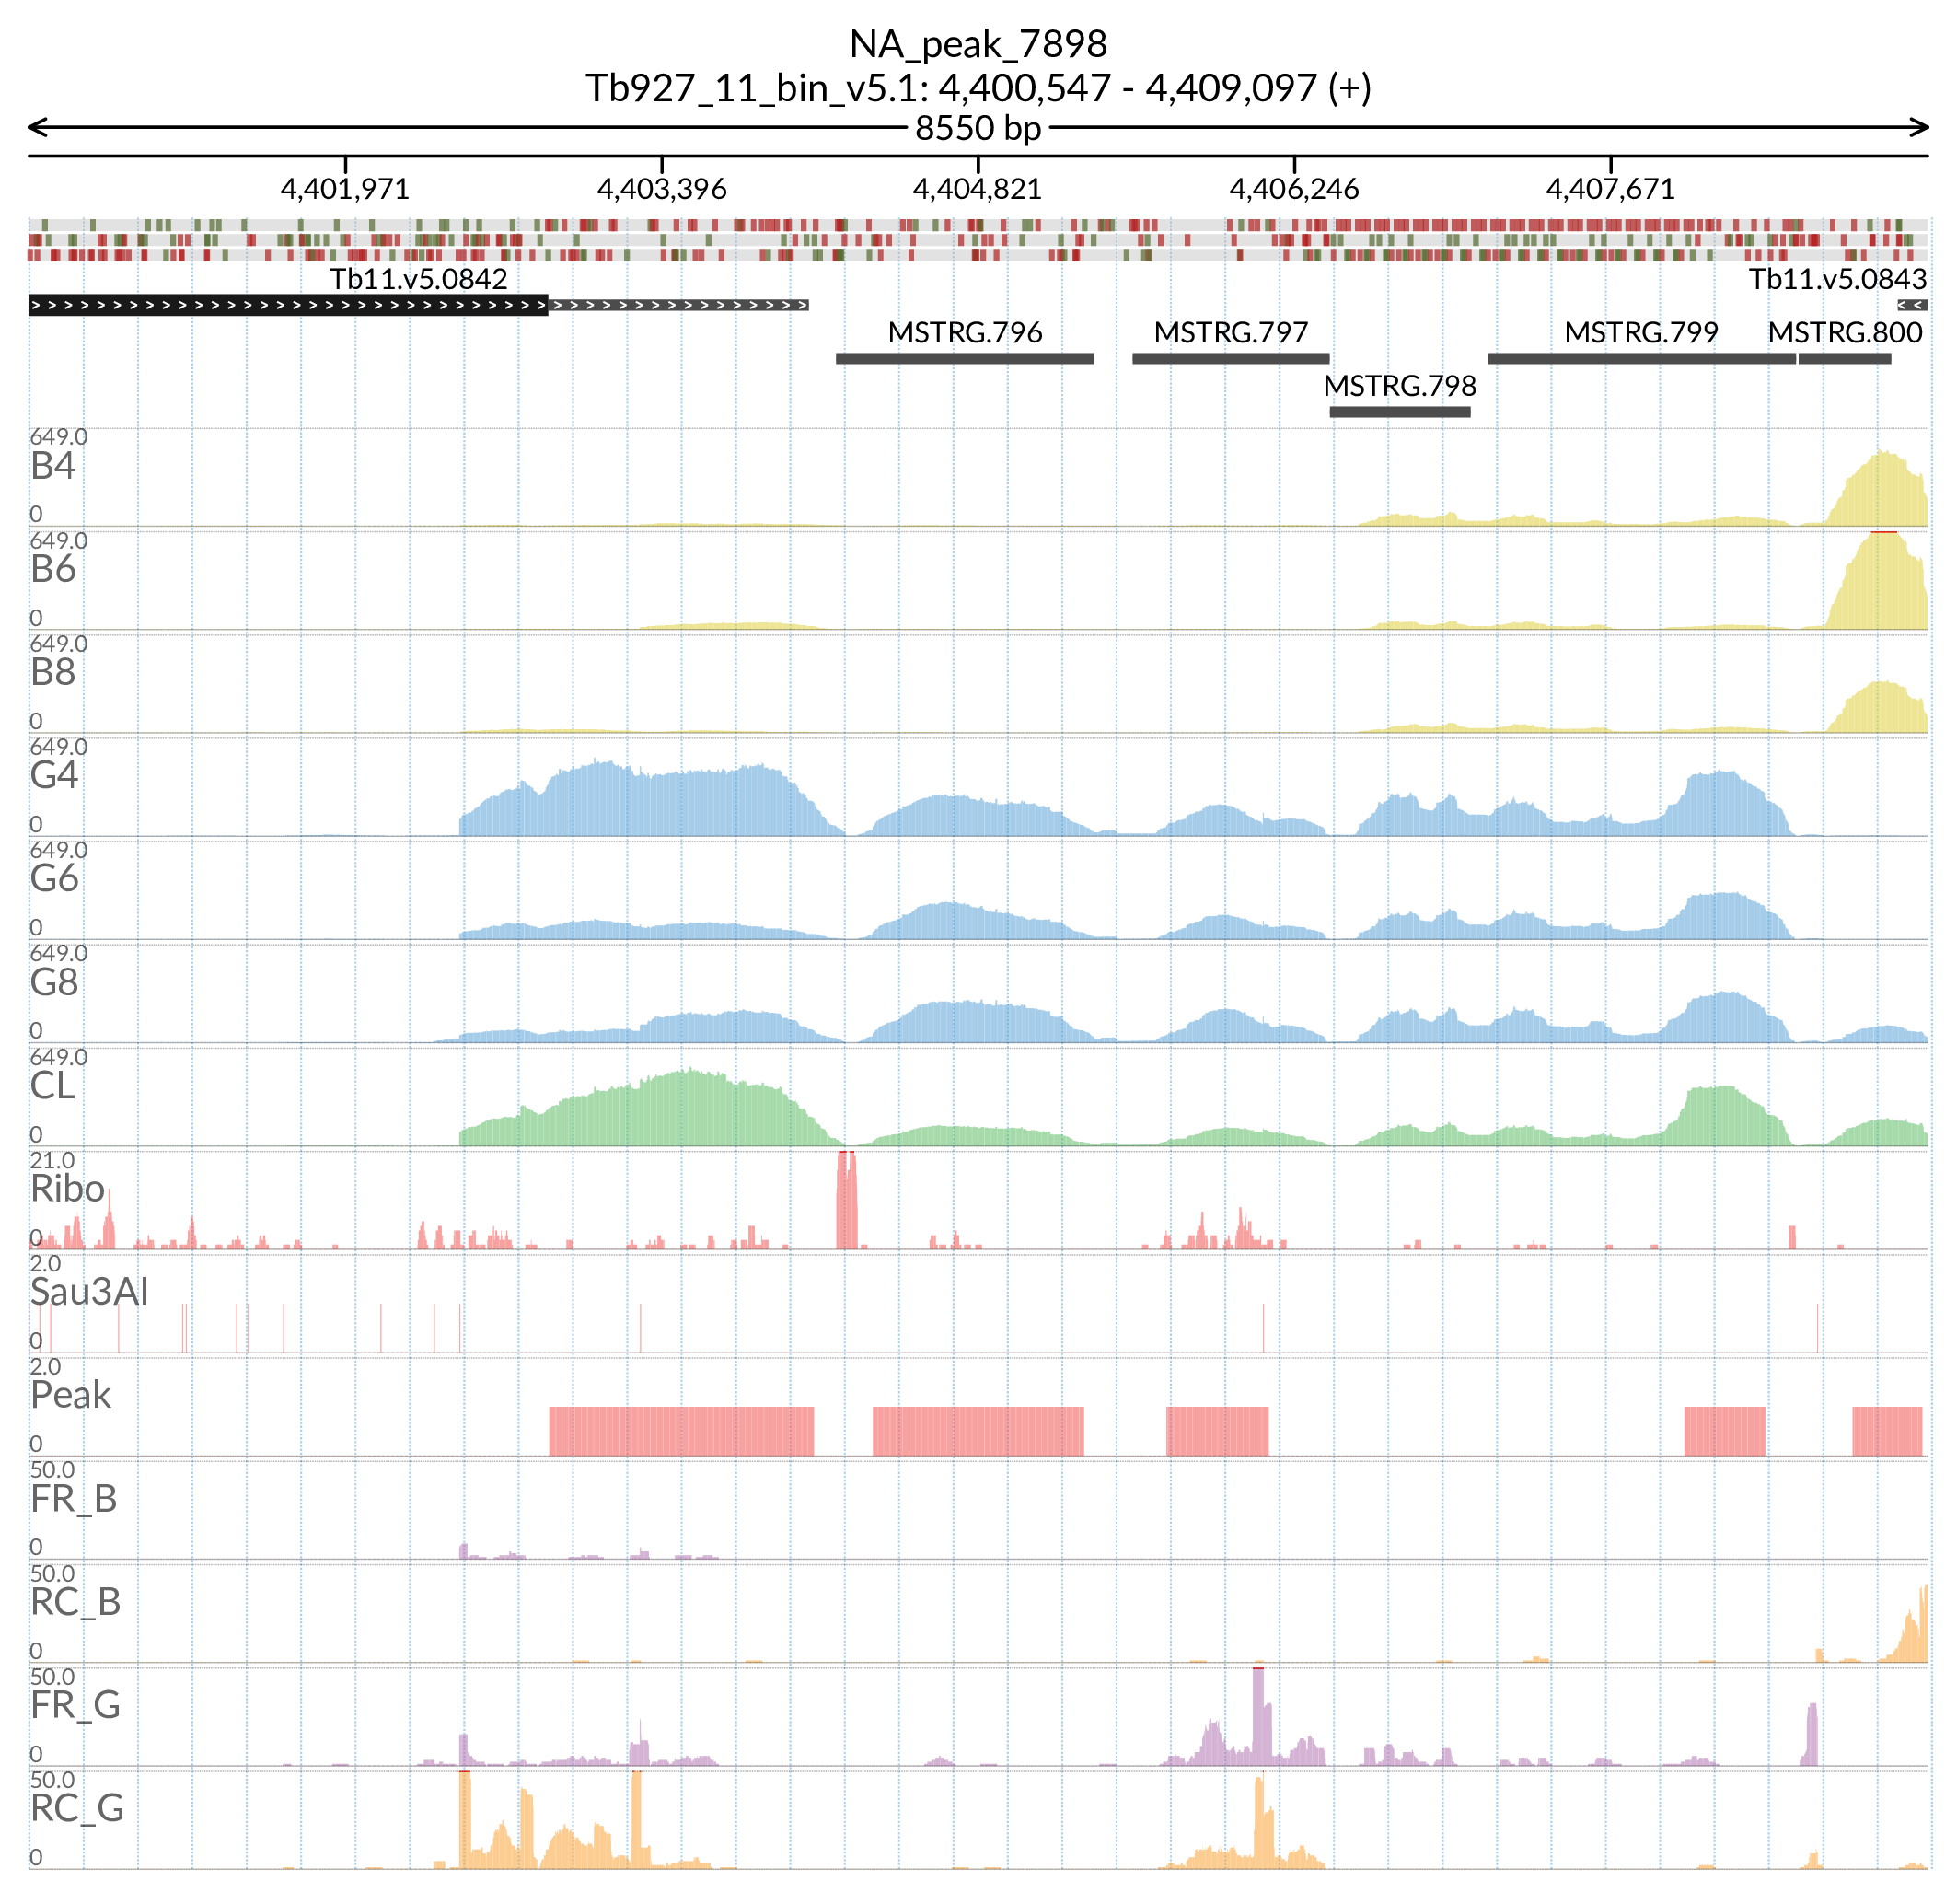 NA_peak_7898
Tb927_11_bin_v5.1: 4,400,547 - 4,409,097 (+)
8550 bp
4,401,971 4,403,396 4,404,821 4,406,246 4,407,671
Tb11.v5.0842 Tb11.v5.0843
MSTRG.796 MSTRG.797 MSTRG.799 MSTRG.800
MSTRG.798
649.0
B4
0
649.0
B6
0
649.0
B8
0
649.0
G4
0
649.0
G6
0
649.0
G8
0
649.0
CL
0
21.0
Ribo
0
2.0
Sau3AI
0
2.0
Peak
0
50.0
FR_B
0
50.0
RC_B
0
50.0
FR_G
0
50.0
RC_G
0